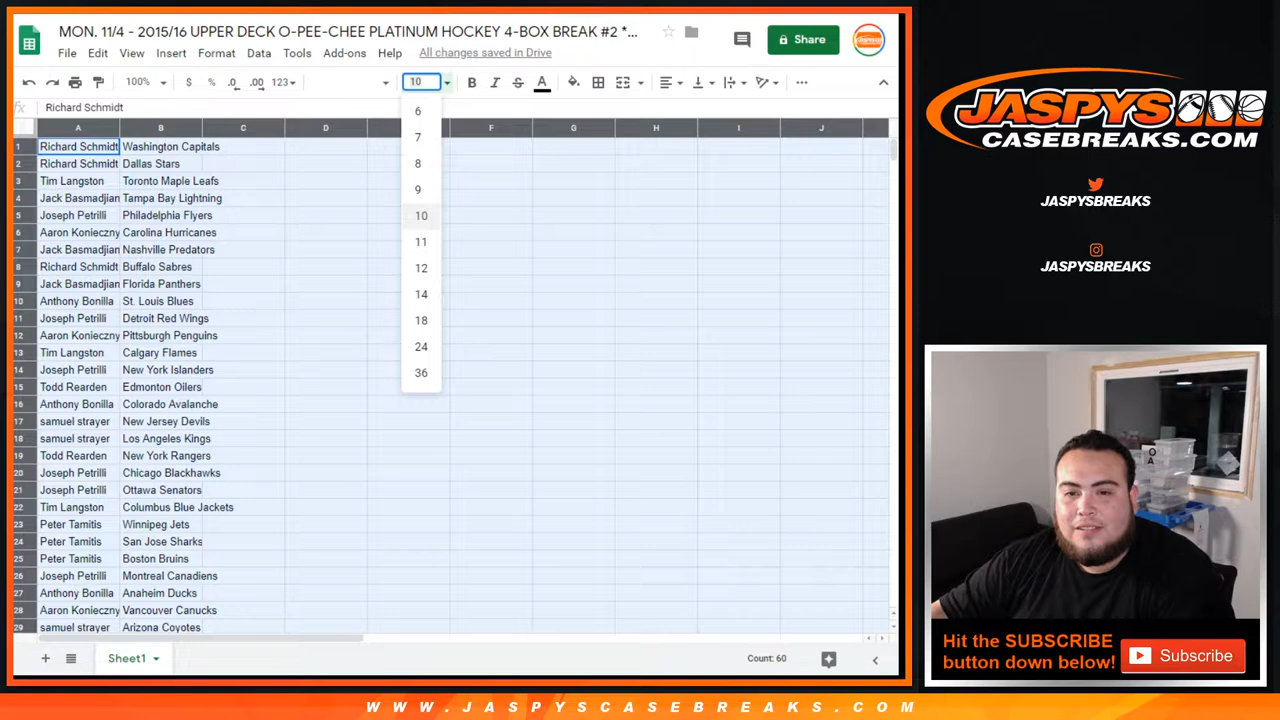 MON. 11/4 - 2015/16 UPPER DECK O-PEE-CHEE PLATINUM HOCKEY 4-BOX BREAK #2 *...
Share
File Edit View Insert Format Data Tools Add-ons Help All changes saved in Drive
100% $ % .0 .00 123 10 B I S A
fx Richard Schmidt
A B C D F G H I J
1 Richard Schmidt Washington Capitals
2 Richard Schmidt Dallas Stars
3 Tim Langston Toronto Maple Leafs
4 Jack Basmadjian Tampa Bay Lightning
5 Joseph Petrilli Philadelphia Flyers
6 Aaron Konieczny Carolina Hurricanes
7 Jack Basmadjian Nashville Predators
8 Richard Schmidt Buffalo Sabres
9 Jack Basmadjian Florida Panthers
10 Anthony Bonilla St. Louis Blues
11 Joseph Petrilli Detroit Red Wings
12 Aaron Konieczny Pittsburgh Penguins
13 Tim Langston Calgary Flames
14 Joseph Petrilli New York Islanders
15 Todd Rearden Edmonton Oilers
16 Anthony Bonilla Colorado Avalanche
17 samuel strayer New Jersey Devils
18 samuel strayer Los Angeles Kings
19 Todd Rearden New York Rangers
20 Joseph Petrilli Chicago Blackhawks
21 Joseph Petrilli Ottawa Senators
22 Tim Langston Columbus Blue Jackets
23 Peter Tamitis Winnipeg Jets
24 Peter Tamitis San Jose Sharks
25 Peter Tamitis Boston Bruins
26 Joseph Petrilli Montreal Canadiens
27 Anthony Bonilla Anaheim Ducks
28 Aaron Konieczny Vancouver Canucks
29 samuel strayer Arizona Coyotes
6
7
8
9
10
11
12
14
18
24
36
Sheet1
Count: 60
JASPYS
CASEBREAKS.COM
JASPYSBREAKS
JASPYSBREAKS
Hit the SUBSCRIBE
button down below!
Subscribe
WWW.JASPYSCASEBREAKS.COM